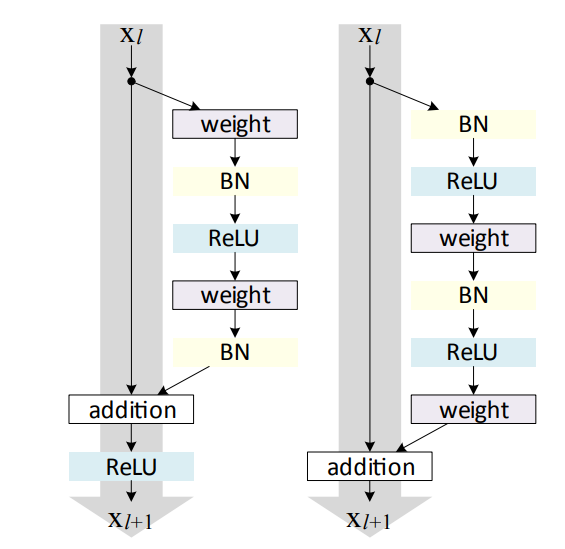 xl
weight
BN
ReLU
weight
BN
addition
ReLU
xl+1
xl
BN
ReLU
weight
BN
ReLU
weight
addition
xl+1